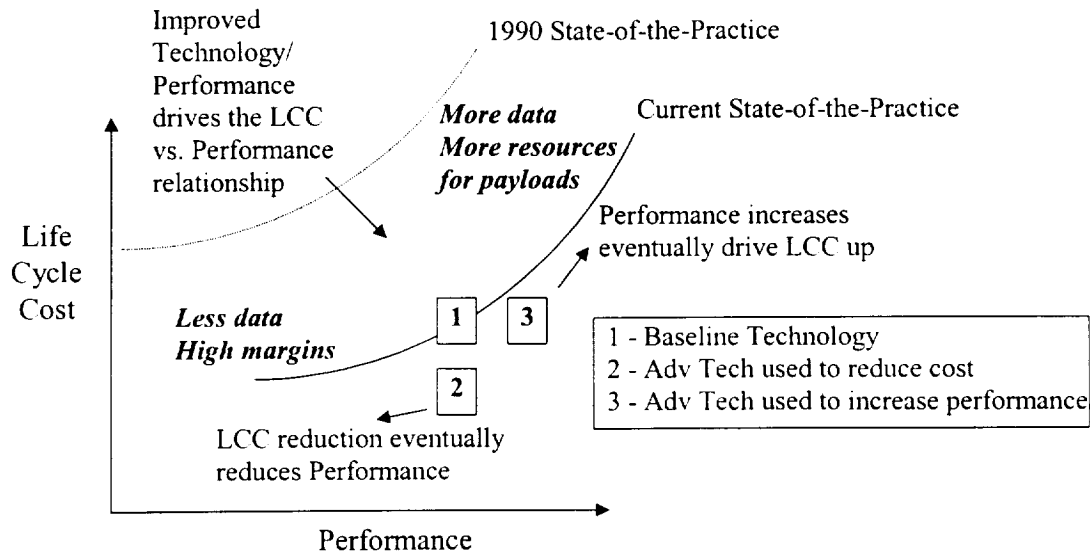 Improved
Technology/
Performance
drives the LCC
vs. Performance
relationship
1990 State-of-the-Practice
More data
More resources
for payloads
Current State-of-the-Practice
Performance increases
eventually drive LCC up
Life
Cycle
Cost
Less data
High margins
1
3
2
1 - Baseline Technology
2 - Adv Tech used to reduce cost
3 - Adv Tech used to increase performance
LCC reduction eventually
reduces Performance
Performance